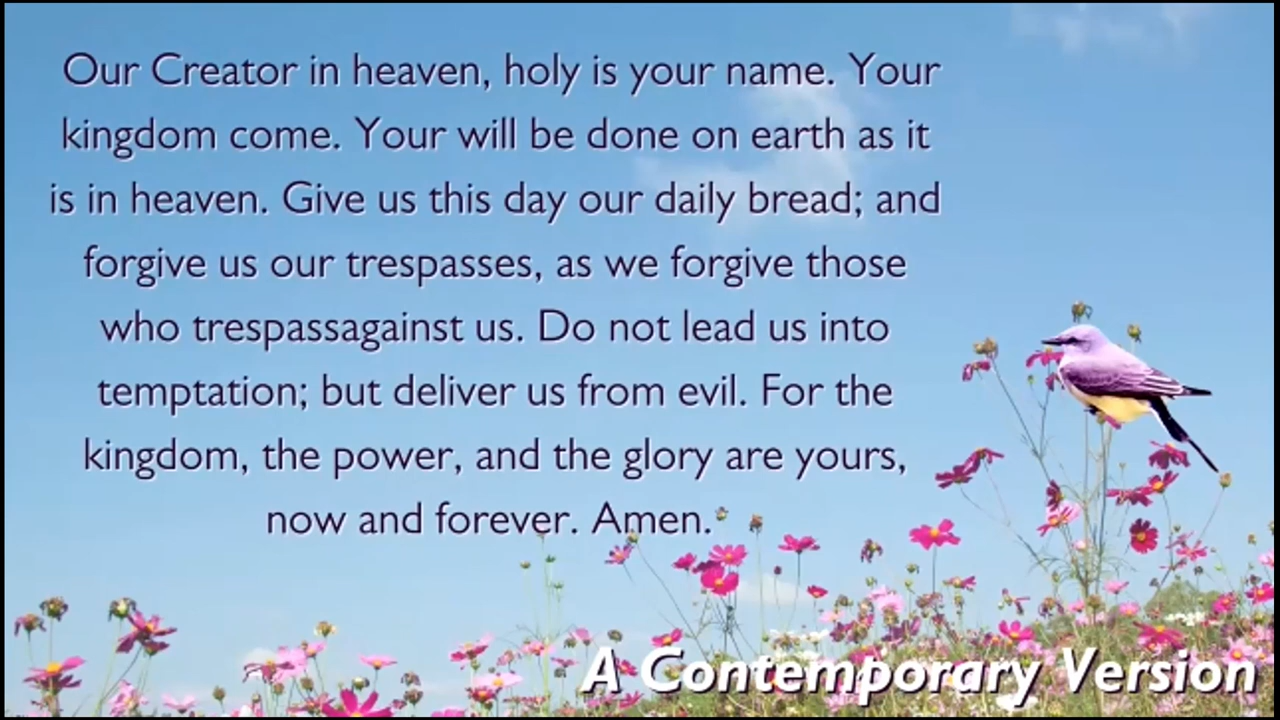 Our Creator in heaven, holy is your name. Your
kingdom come. Your will be done on earth as it
is in heaven. Give us this day our daily bread; and
forgive us our trespasses, as we forgive those
who trespassagainst us. Do not lead us into
temptation; but deliver us from evil. For the
kingdom, the power, and the glory are yours,
now and forever. Amen.
A Contemporary Version